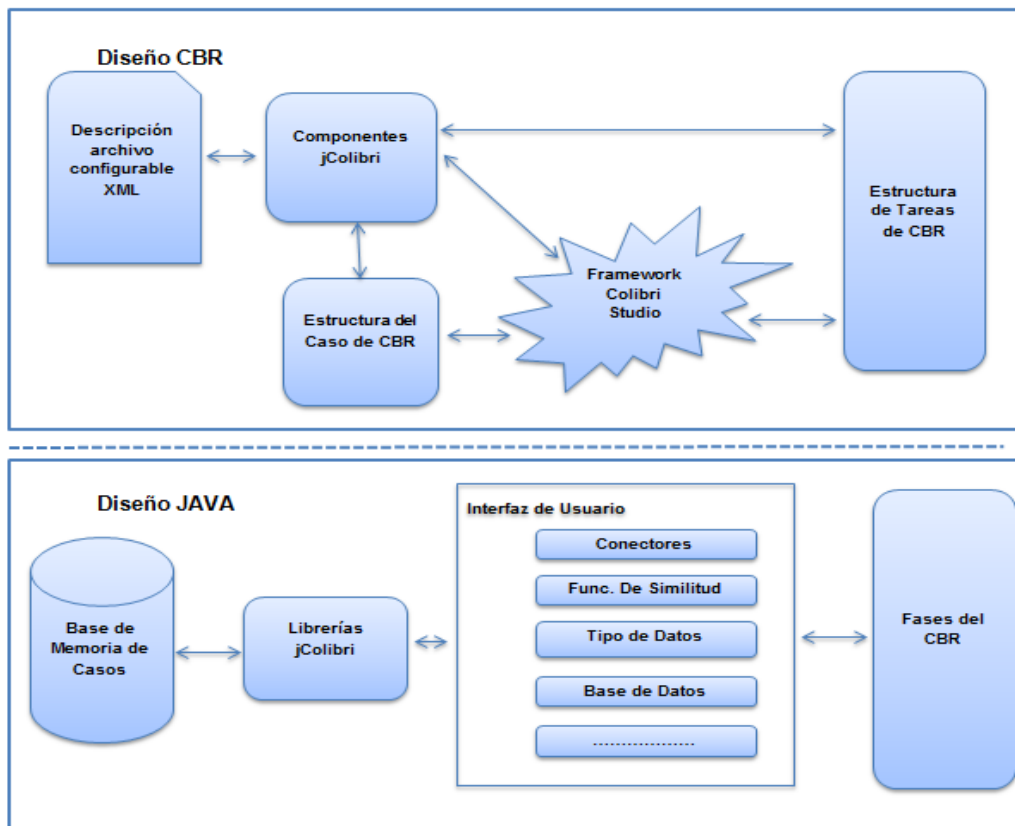 Diseño CBR
Descripción
archivo
configurable
XML
Componentes
jColibri
Estructura
de Tareas
de CBR
Framework
Colibri
Studio
Estructura del
Caso de CBR
Diseño JAVA
Interfaz de Usuario
Conectores
Func. De Similitud
Tipo de Datos
Base de Datos
..................
Base de
Memoria de
Casos
Librerías
jColibri
Fases del
CBR